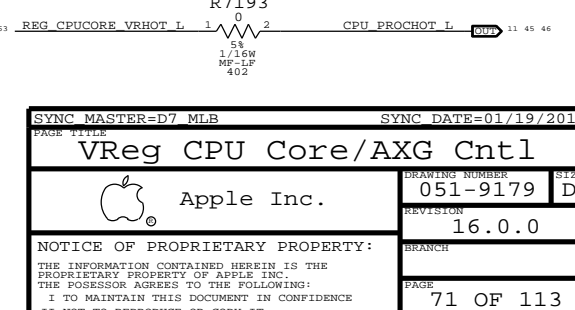 R7193
REG_CPUCORE_VRHOT_L 1 0 2 CPU_PROCHOT_L OUT 11 45 46
5%
1/16W
MF-LF
402
SYNC_MASTER=D7_MLB SYNC_DATE=01/19/201
PAGE TITLE
VReg CPU Core/AXG Cntl
Apple Inc.
®
DRAWING NUMBER
051-9179
SIZ
D
REVISION
16.0.0
BRANCH
PAGE
71 OF 113
NOTICE OF PROPRIETARY PROPERTY:
THE INFORMATION CONTAINED HEREIN IS THE
PROPRIETARY PROPERTY OF APPLE INC.
THE POSESSOR AGREES TO THE FOLLOWING:
I TO MAINTAIN THIS DOCUMENT IN CONFIDENCE